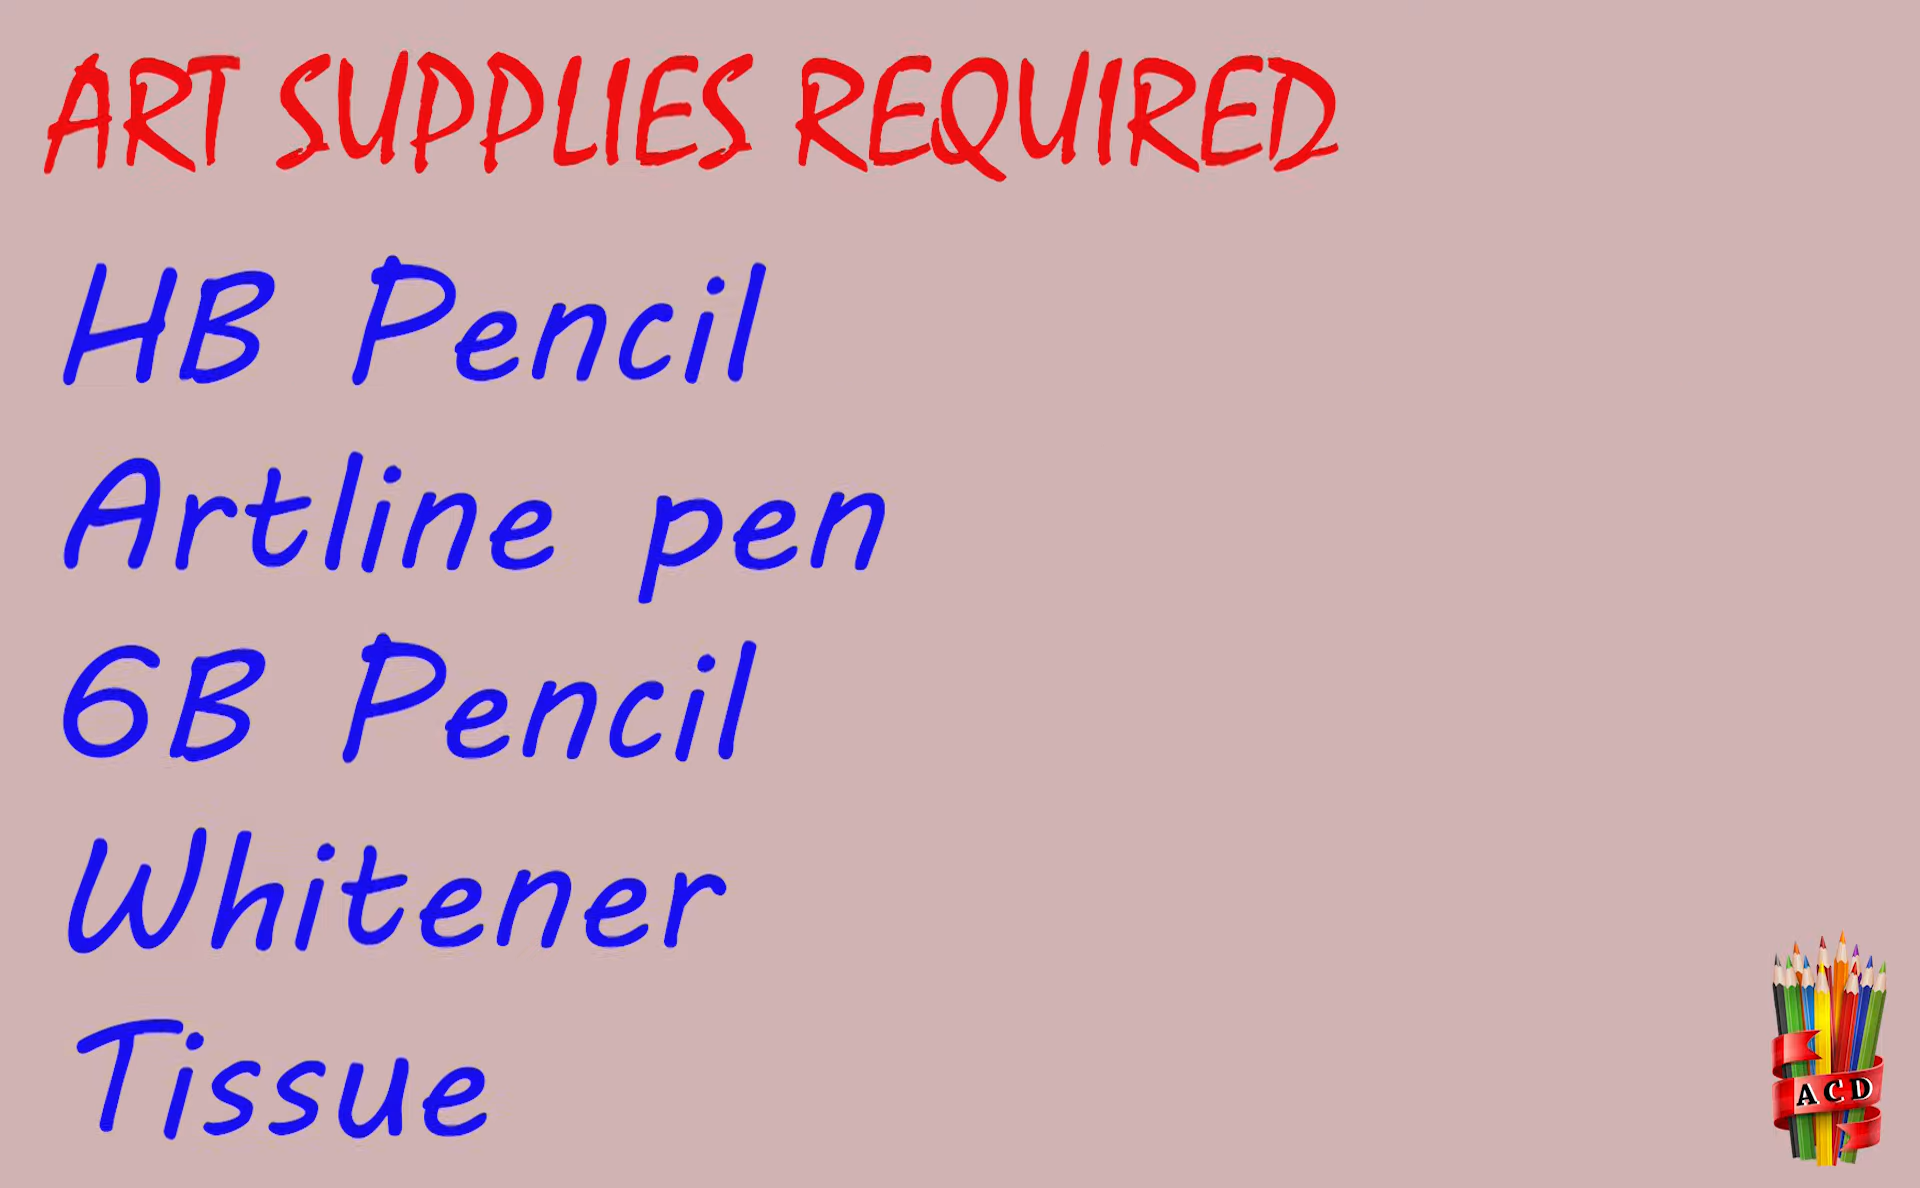 ART SUPPLIES REQUIRED
HB Pencil
Artline pen
6B Pencil
Whitener
Tissue
ACD